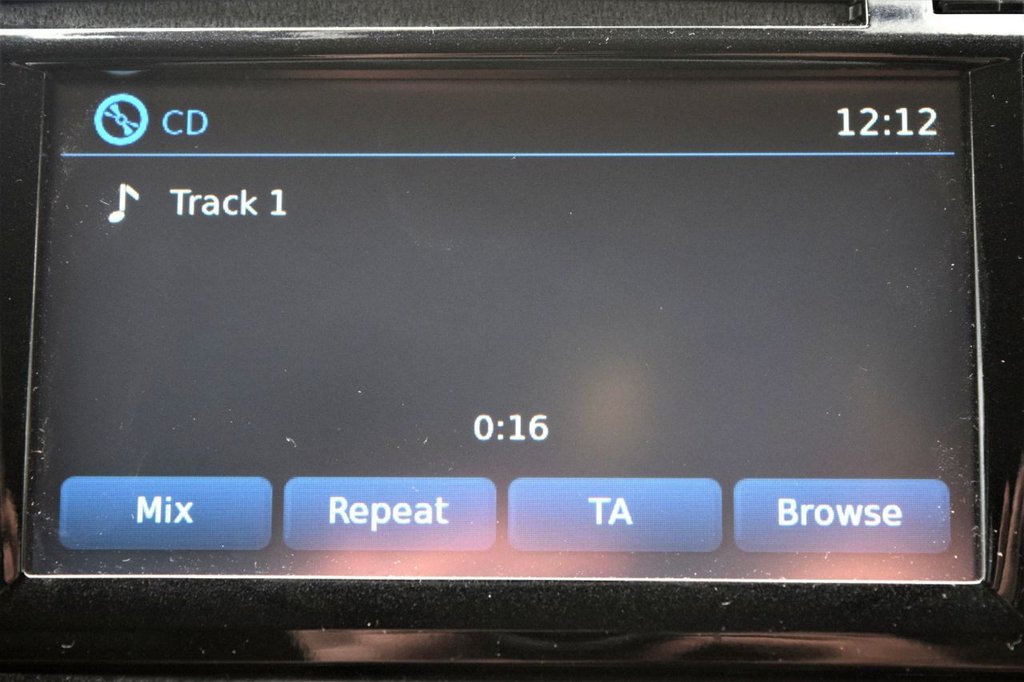 CD 12:12
Track 1
0:16
Mix Repeat TA Browse